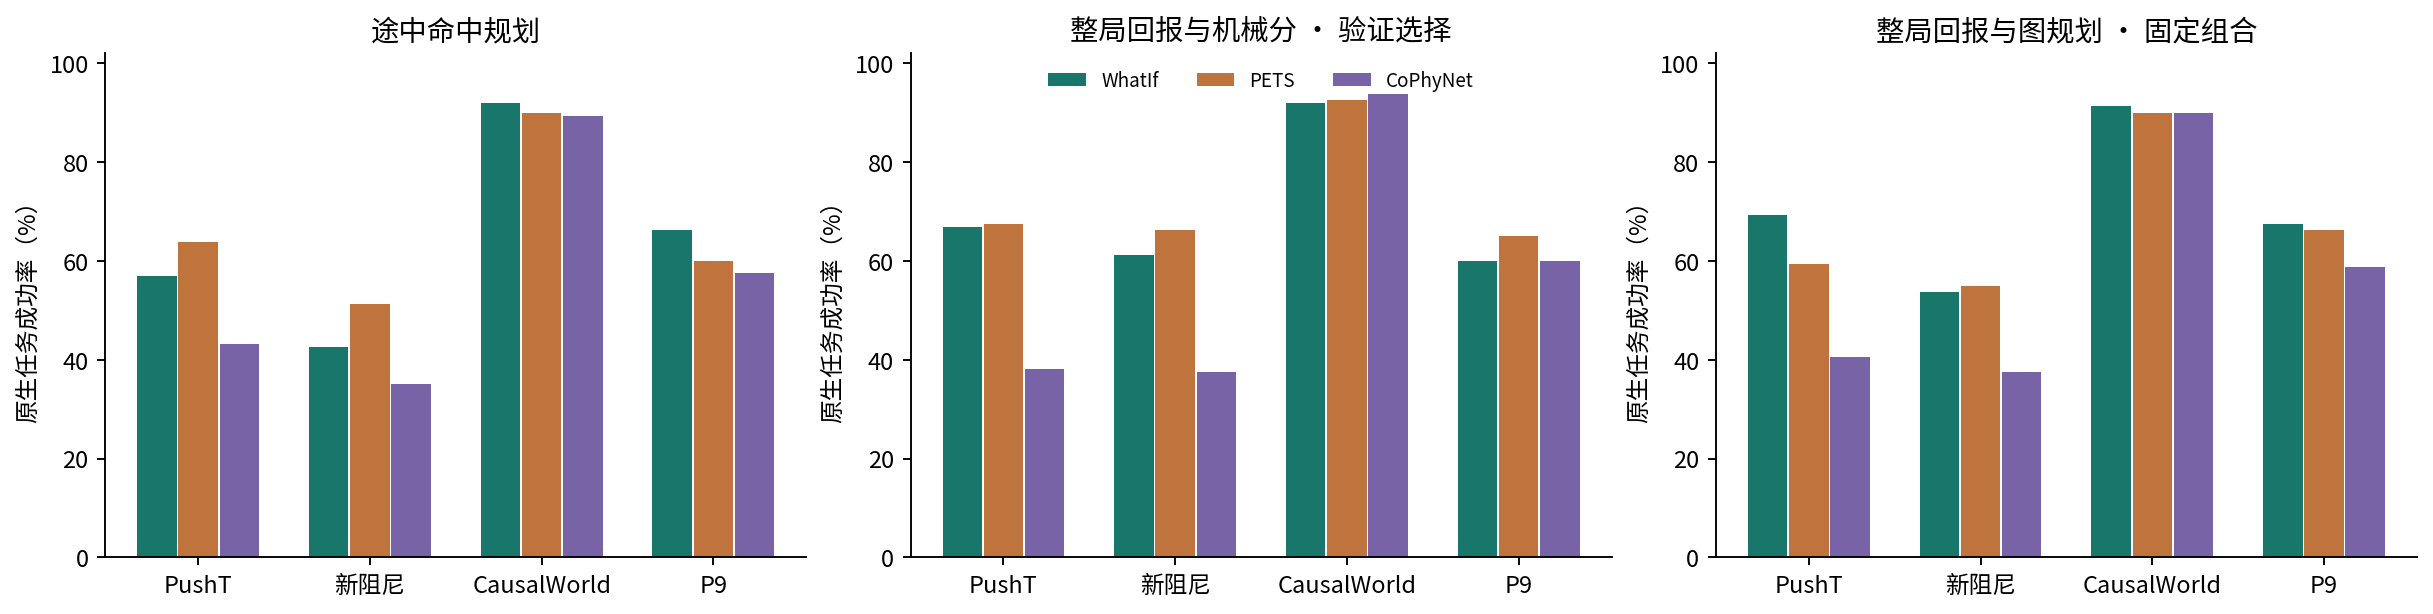 途中命中规划
整局回报与机械分 · 验证选择
整局回报与图规划 · 固定组合
原生任务成功率（%）
100
80
60
40
20
0
PushT
新阻尼
CausalWorld
P9
原生任务成功率（%）
100
80
60
40
20
0
WhatIf
PETS
CoPhyNet
PushT
新阻尼
CausalWorld
P9
原生任务成功率（%）
100
80
60
40
20
0
PushT
新阻尼
CausalWorld
P9